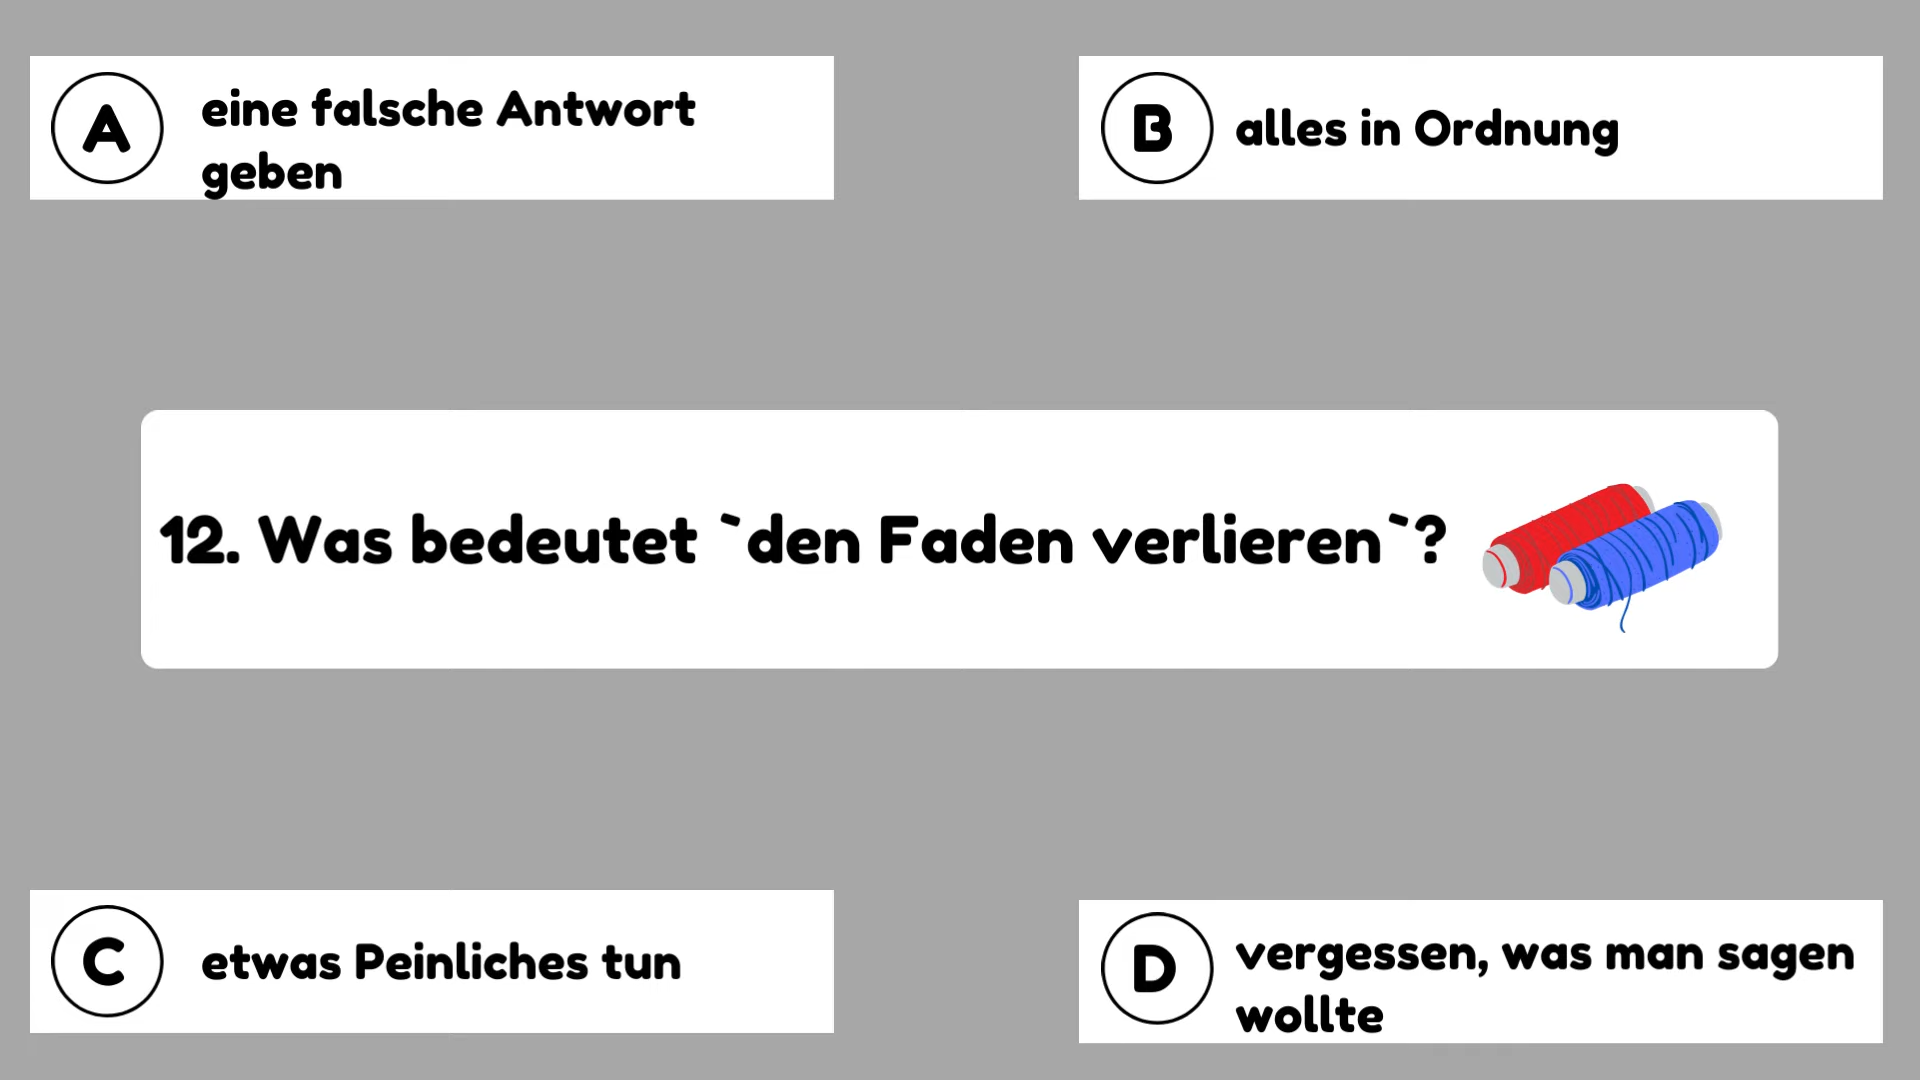 A
eine falsche Antwort
geben
B
alles in Ordnung
12. Was bedeutet `den Faden verlieren`?
C
etwas Peinliches tun
D
vergessen, was man sagen
wollte